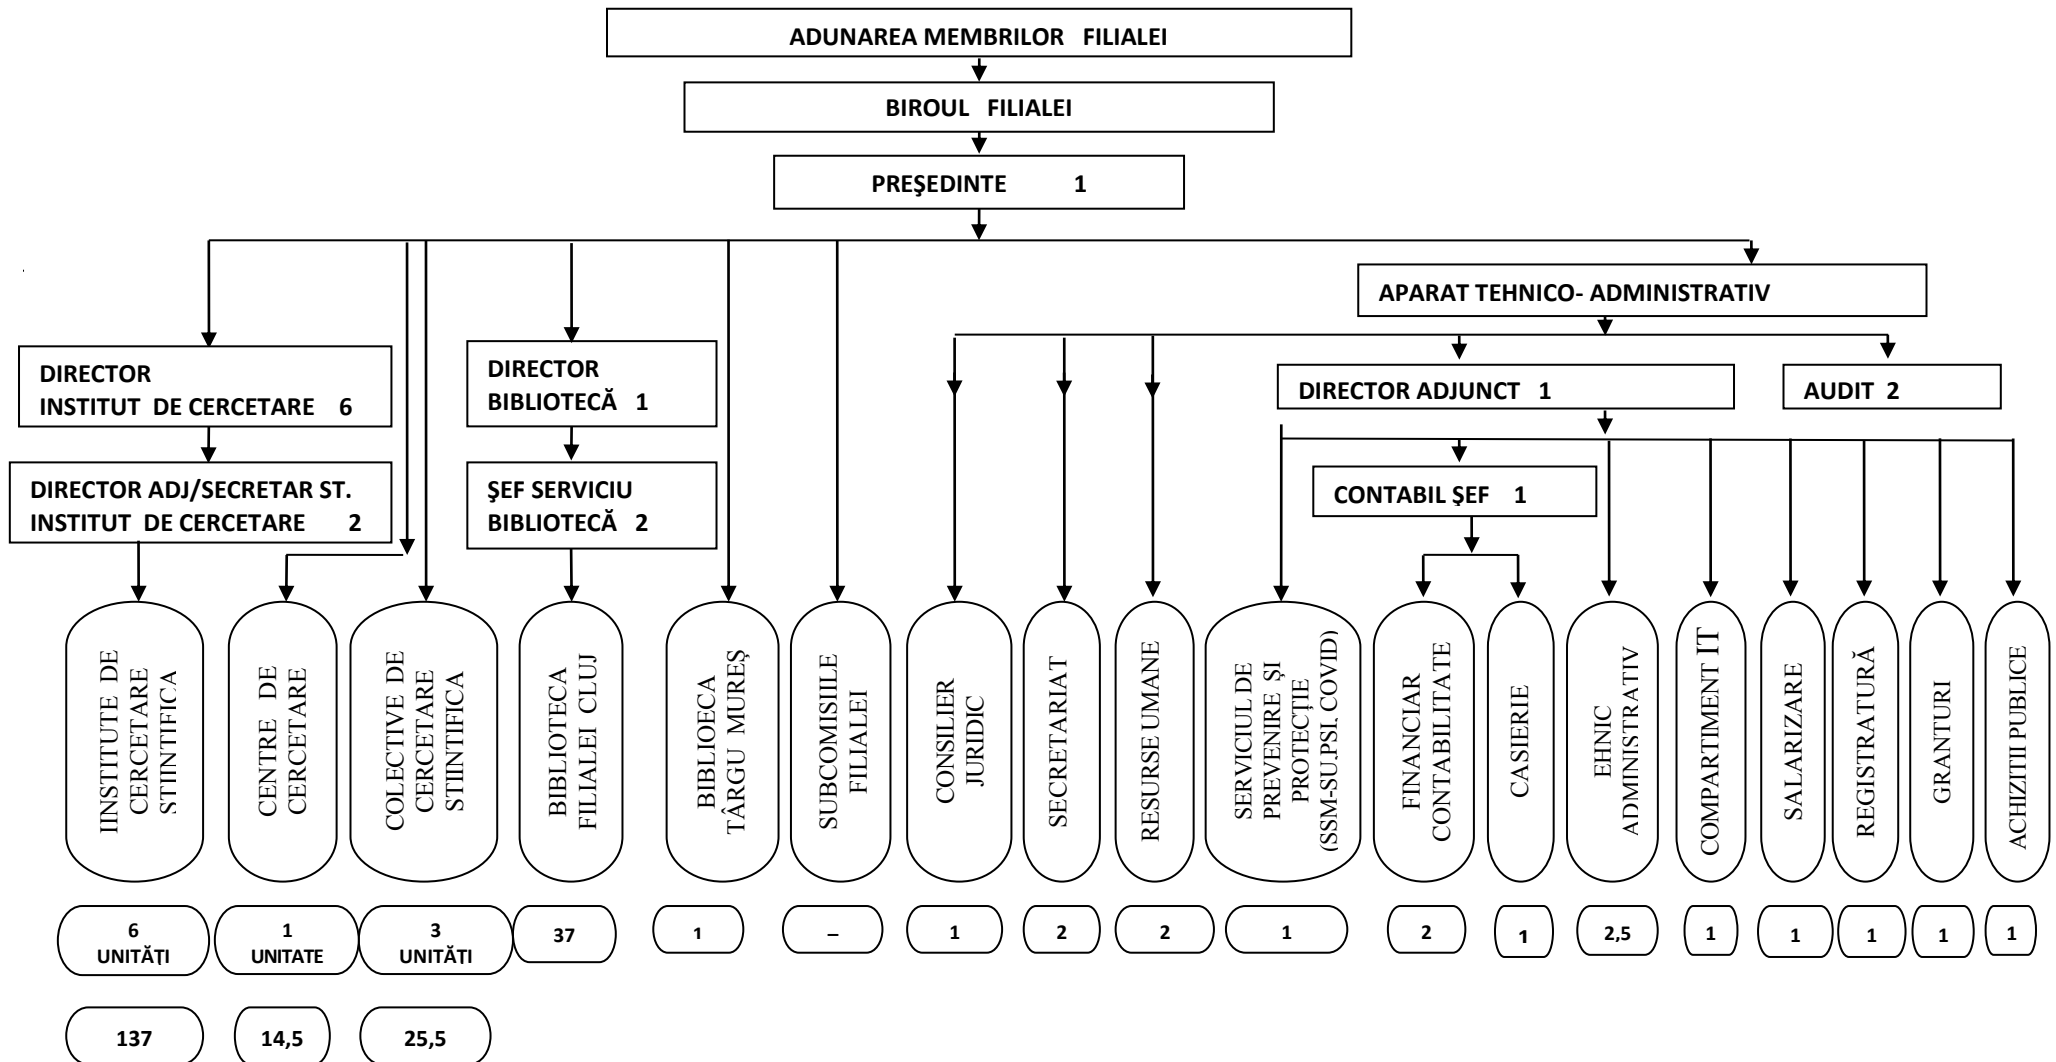 ADUNAREA MEMBRILOR FILIALEI
BIROUL FILIALEI
PREŞEDINTE 1
APARAT TEHNICO- ADMINISTRATIV
DIRECTOR
INSTITUT DE CERCETARE 6
DIRECTOR
BIBLIOTECĂ 1
DIRECTOR ADJUNCT 1
AUDIT 2
DIRECTOR ADJ/SECRETAR ST.
INSTITUT DE CERCETARE 2
ŞEF SERVICIU
BIBLIOTECĂ 2
CONTABIL ŞEF 1
IINSTITUTE DE
CERCETARE
STIINTIFICA
CENTRE DE
CERCETARE
COLECTIVE DE
CERCETARE
STIINTIFICA
BIBLIOTECA
FILIALEI CLUJ
BIBLIOECA
TÂRGU MUREŞ
SUBCOMISIILE
FILIALEI
CONSILIER
JURIDIC
SECRETARIAT
RESURSE UMANE
SERVICIUL DE
PREVENIRE ŞI
PROTECŢIE
(SSM-SU,PSI, COVID)
FINANCIAR
CONTABILITATE
CASIERIE
EHNIC
ADMINISTRATIV
COMPARTIMENT IT
SALARIZARE
REGISTRATURĂ
GRANTURI
ACHIZITII PUBLICE
6
UNITĂŢI
1
UNITATE
3
UNITĂŢI
37
1
–
1
2
2
1
2
1
2,5
1
1
1
1
1
137
14,5
25,5